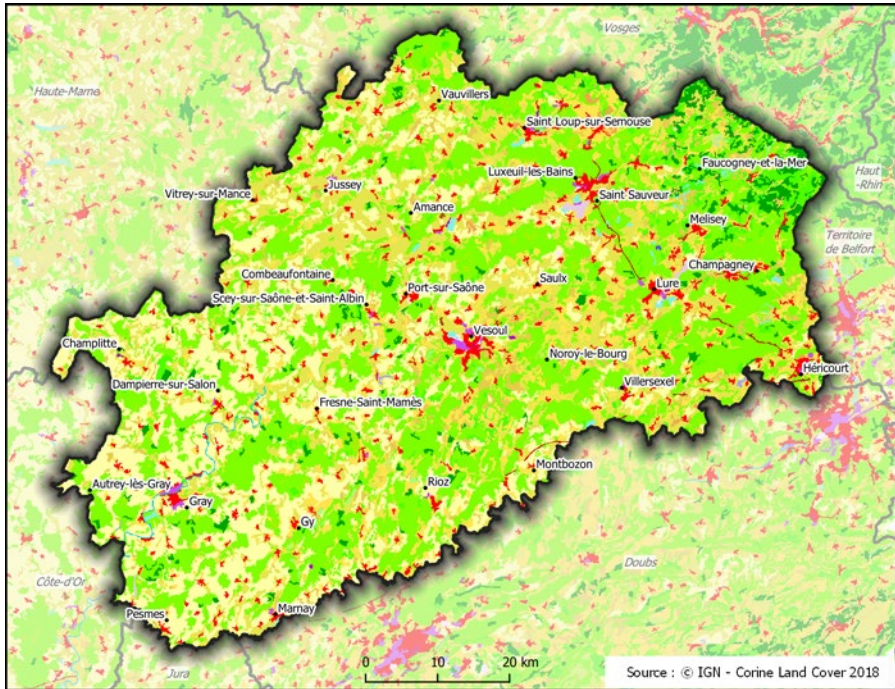 Vosges
Haute-Marne
Vauvillers
Saint Loup-sur-Semouse
Faucogney-et-la-Mer
Haut
-Rhin
Luxeuil-les-Bains
Vitrey-sur-Mance
Jussey
Saint Sauveur
Amance
Melisey
Territoire
de Belfort
Combeaufontaine
Champagney
Saulx
Lure
Port-sur-Saône
Scey-sur-Saône-et-Saint-Albin
Vesoul
Champlitte
Noroy-le-Bourg
Héricourt
Dampierre-sur-Salon
Villersexel
Fresne-Saint-Mamès
Montbozon
Autrey-lès-Gray
Rioz
Gray
Gy
Doubs
Côte-d'Or
Marnay
Pesmes
0 10 20 km
Jura
Source : © IGN - Corine Land Cover 2018